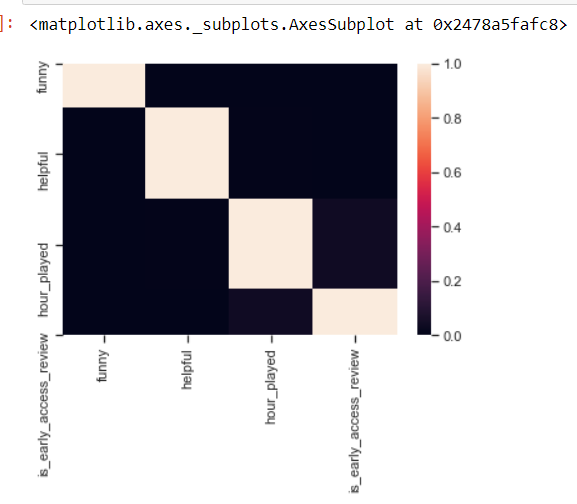 ]: <matplotlib.axes._subplots.AxesSubplot at 0x2478a5fafc8>
funny
helpful
hour_played
is_early_access_review
funny
helpful
hour_played
is_early_access_review
1.0
0.8
0.6
0.4
0.2
0.0